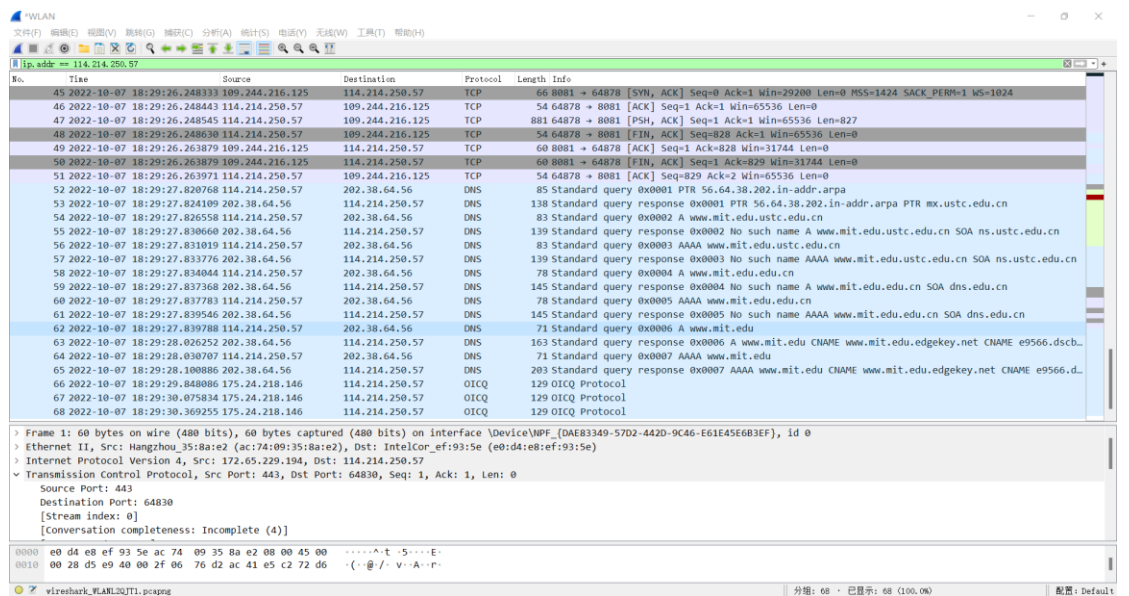 *WLAN
文件(F) 编辑(E) 视图(V) 跳转(G) 捕获(C) 分析(A) 统计(S) 电话(Y) 无线(W) 工具(T) 帮助(H)
ip.addr == 114.214.250.57
No. Time Source Destination Protocol Length Info
45 2022-10-07 18:29:26.248333 109.244.216.125 114.214.250.57 TCP 66 8081 → 64878 [SYN, ACK] Seq=0 Ack=1 Win=29200 Len=0 MSS=1424 SACK_PERM=1 WS=1024
46 2022-10-07 18:29:26.248443 114.214.250.57 109.244.216.125 TCP 54 64878 → 8081 [ACK] Seq=1 Ack=1 Win=65536 Len=0
47 2022-10-07 18:29:26.248545 114.214.250.57 109.244.216.125 TCP 881 64878 → 8081 [PSH, ACK] Seq=1 Ack=1 Win=65536 Len=827
48 2022-10-07 18:29:26.248630 114.214.250.57 109.244.216.125 TCP 54 64878 → 8081 [FIN, ACK] Seq=828 Ack=1 Win=65536 Len=0
49 2022-10-07 18:29:26.263879 109.244.216.125 114.214.250.57 TCP 60 8081 → 64878 [ACK] Seq=1 Ack=828 Win=31744 Len=0
50 2022-10-07 18:29:26.263879 109.244.216.125 114.214.250.57 TCP 60 8081 → 64878 [FIN, ACK] Seq=1 Ack=829 Win=31744 Len=0
51 2022-10-07 18:29:26.263971 114.214.250.57 109.244.216.125 TCP 54 64878 → 8081 [ACK] Seq=829 Ack=2 Win=65536 Len=0
52 2022-10-07 18:29:27.820768 114.214.250.57 202.38.64.56 DNS 85 Standard query 0x0001 PTR 56.64.38.202.in-addr.arpa
53 2022-10-07 18:29:27.824109 202.38.64.56 114.214.250.57 DNS 138 Standard query response 0x0001 PTR 56.64.38.202.in-addr.arpa PTR mx.ustc.edu.cn
54 2022-10-07 18:29:27.826558 114.214.250.57 202.38.64.56 DNS 83 Standard query 0x0002 A www.mit.edu.ustc.edu.cn
55 2022-10-07 18:29:27.830660 202.38.64.56 114.214.250.57 DNS 139 Standard query response 0x0002 No such name A www.mit.edu.ustc.edu.cn SOA ns.ustc.edu.cn
56 2022-10-07 18:29:27.831019 114.214.250.57 202.38.64.56 DNS 83 Standard query 0x0003 AAAA www.mit.edu.ustc.edu.cn
57 2022-10-07 18:29:27.833776 202.38.64.56 114.214.250.57 DNS 139 Standard query response 0x0003 No such name AAAA www.mit.edu.ustc.edu.cn SOA ns.ustc.edu.cn
58 2022-10-07 18:29:27.834044 114.214.250.57 202.38.64.56 DNS 78 Standard query 0x0004 A www.mit.edu.edu.cn
59 2022-10-07 18:29:27.837368 202.38.64.56 114.214.250.57 DNS 145 Standard query response 0x0004 No such name A www.mit.edu.edu.cn SOA dns.edu.cn
60 2022-10-07 18:29:27.837783 114.214.250.57 202.38.64.56 DNS 78 Standard query 0x0005 AAAA www.mit.edu.edu.cn
61 2022-10-07 18:29:27.839546 202.38.64.56 114.214.250.57 DNS 145 Standard query response 0x0005 No such name AAAA www.mit.edu.edu.cn SOA dns.edu.cn
62 2022-10-07 18:29:27.839788 114.214.250.57 202.38.64.56 DNS 71 Standard query 0x0006 A www.mit.edu
63 2022-10-07 18:29:28.026252 202.38.64.56 114.214.250.57 DNS 163 Standard query response 0x0006 A www.mit.edu CNAME www.mit.edu.edgekey.net CNAME e9566.dscb…
64 2022-10-07 18:29:28.030707 114.214.250.57 202.38.64.56 DNS 71 Standard query 0x0007 AAAA www.mit.edu
65 2022-10-07 18:29:28.100886 202.38.64.56 114.214.250.57 DNS 203 Standard query response 0x0007 AAAA www.mit.edu CNAME www.mit.edu.edgekey.net CNAME e9566.d…
66 2022-10-07 18:29:29.848086 175.24.218.146 114.214.250.57 OICQ 129 OICQ Protocol
67 2022-10-07 18:29:30.075834 175.24.218.146 114.214.250.57 OICQ 129 OICQ Protocol
68 2022-10-07 18:29:30.369255 175.24.218.146 114.214.250.57 OICQ 129 OICQ Protocol
Frame 1: 60 bytes on wire (480 bits), 60 bytes captured (480 bits) on interface \Device\NPF_{DAE83349-57D2-442D-9C46-E61E45E6B3EF}, id 0
Ethernet II, Src: Hangzhou_35:8a:e2 (ac:74:09:35:8a:e2), Dst: IntelCor_ef:93:5e (e0:d4:e8:ef:93:5e)
Internet Protocol Version 4, Src: 172.65.229.194, Dst: 114.214.250.57
Transmission Control Protocol, Src Port: 443, Dst Port: 64830, Seq: 1, Ack: 1, Len: 0
Source Port: 443
Destination Port: 64830
[Stream index: 0]
[Conversation completeness: Incomplete (4)]
0000 e0 d4 e8 ef 93 5e ac 74 09 35 8a e2 08 00 45 00 ·····^·t ·5····E·
0010 00 28 d5 e9 40 00 2f 06 76 d2 ac 41 e5 c2 72 d6 ·(··@·/· v··A··r·
wireshark_WLANL2QJT1.pcapng 分组: 68 · 已显示: 68 (100.0%) 配置: Default